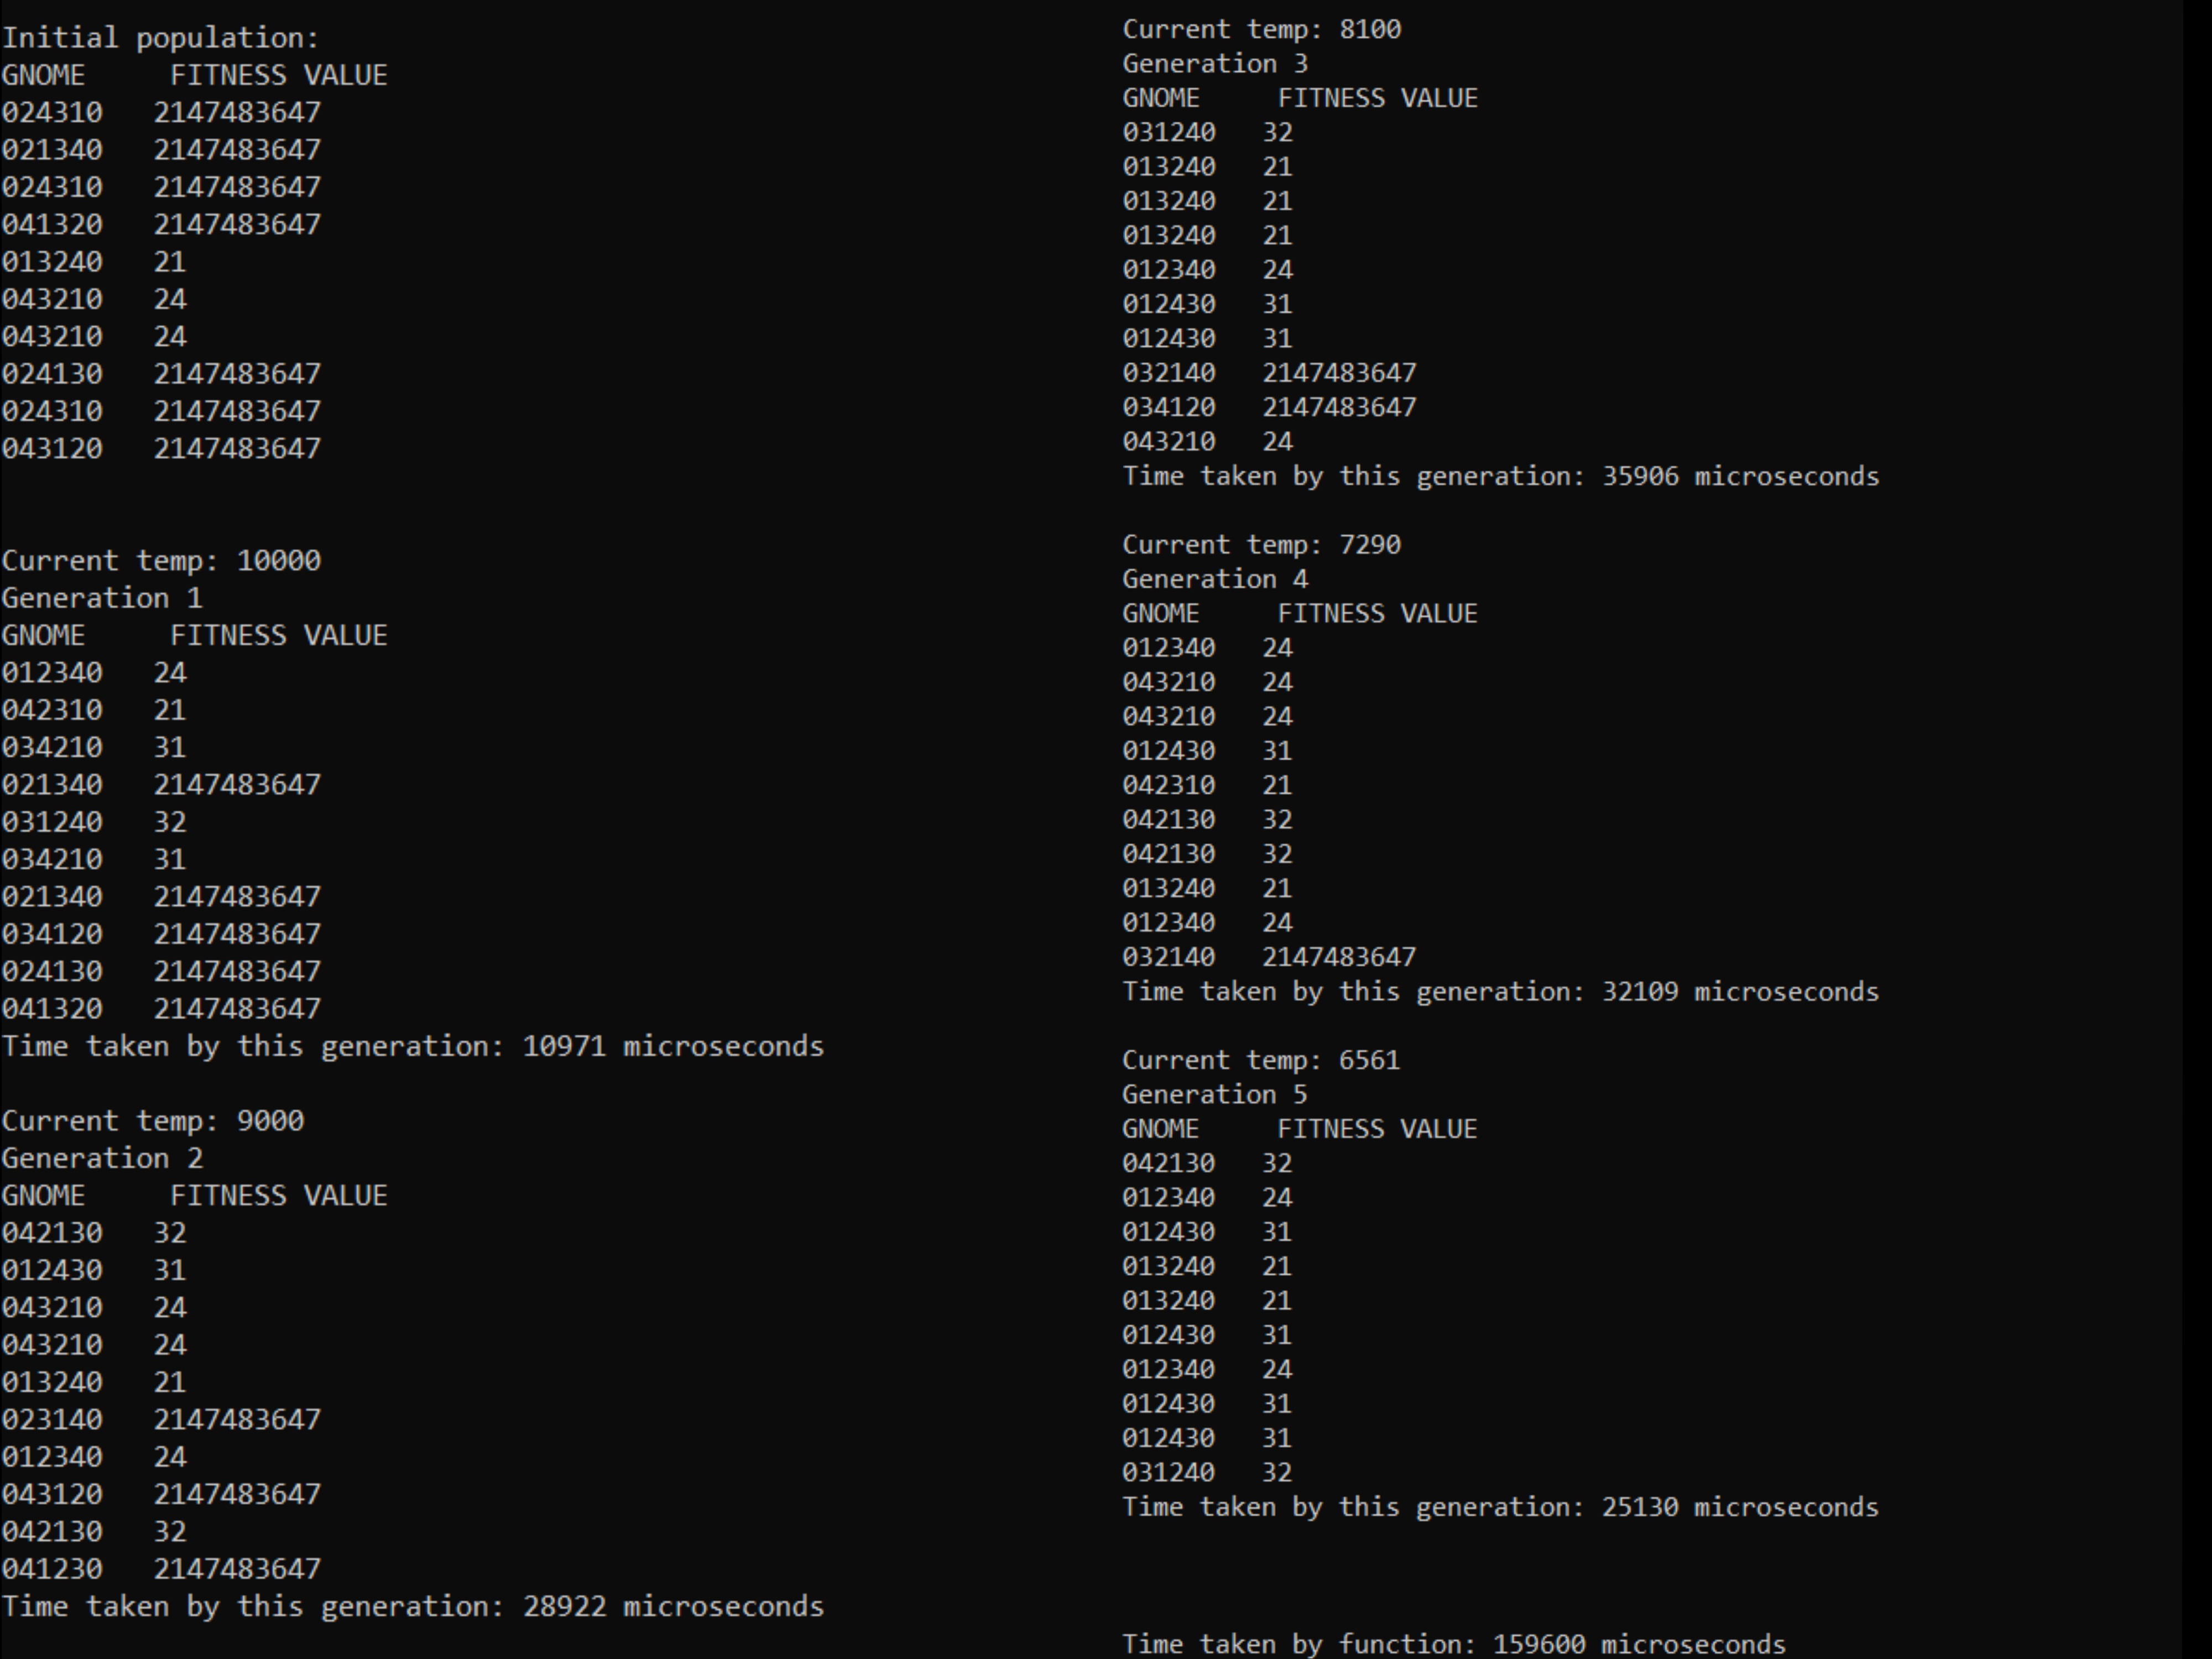 Initial population:
GNOME     FITNESS VALUE
024310   2147483647
021340   2147483647
024310   2147483647
041320   2147483647
013240   21
043210   24
043210   24
024130   2147483647
024310   2147483647
043120   2147483647
Current temp: 10000
Generation 1
GNOME     FITNESS VALUE
012340   24
042310   21
034210   31
021340   2147483647
031240   32
034210   31
021340   2147483647
034120   2147483647
024130   2147483647
041320   2147483647
Time taken by this generation: 10971 microseconds
Current temp: 9000
Generation 2
GNOME     FITNESS VALUE
042130   32
012430   31
043210   24
043210   24
013240   21
023140   2147483647
012340   24
043120   2147483647
042130   32
041230   2147483647
Time taken by this generation: 28922 microseconds
Current temp: 8100
Generation 3
GNOME     FITNESS VALUE
031240   32
013240   21
013240   21
013240   21
012340   24
012430   31
012430   31
032140   2147483647
034120   2147483647
043210   24
Time taken by this generation: 35906 microseconds
Current temp: 7290
Generation 4
GNOME     FITNESS VALUE
012340   24
043210   24
043210   24
012430   31
042310   21
042130   32
042130   32
013240   21
012340   24
032140   2147483647
Time taken by this generation: 32109 microseconds
Current temp: 6561
Generation 5
GNOME     FITNESS VALUE
042130   32
012340   24
012430   31
013240   21
013240   21
012430   31
012340   24
012430   31
012430   31
031240   32
Time taken by this generation: 25130 microseconds
Time taken by function: 159600 microseconds